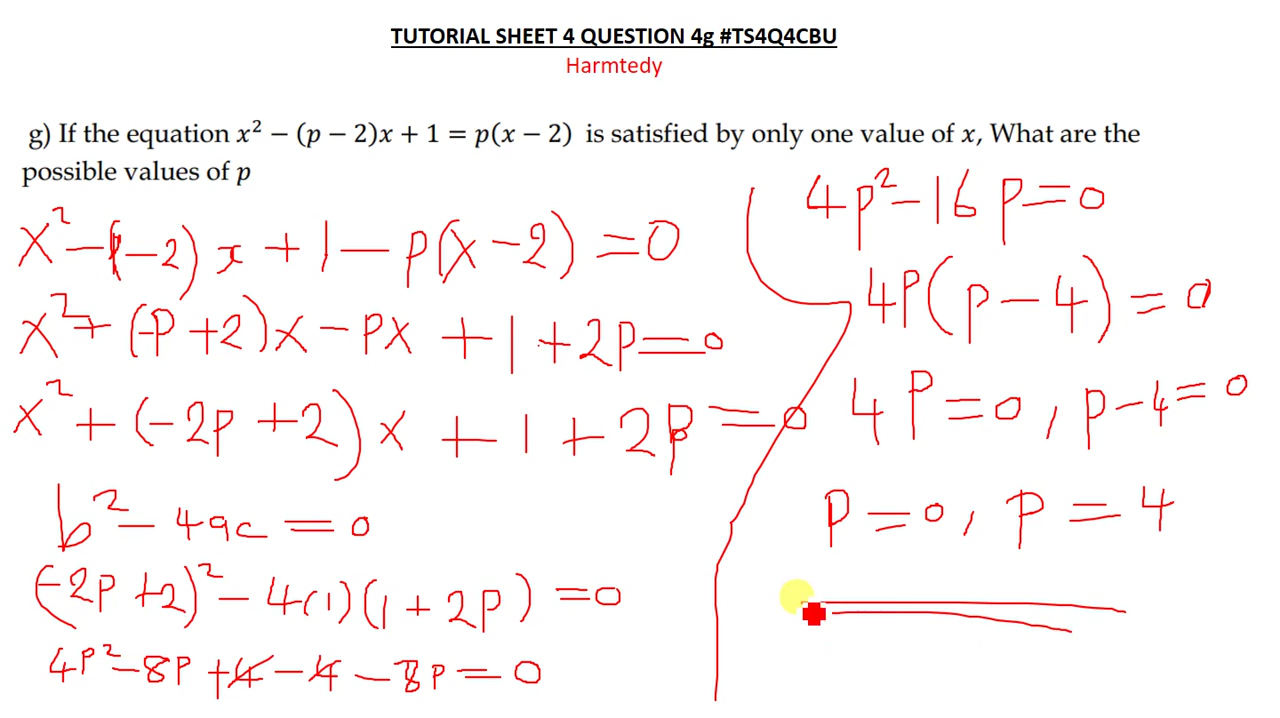 TUTORIAL SHEET 4 QUESTION 4g #TS4Q4CBU
Harmtedy
g) If the equation x² − (p − 2)x + 1 = p(x − 2) is satisfied by only one value of x, What are the
possible values of p
x² − (p − 2)x + 1 − p(x − 2) = 0
x² + (−p + 2)x − px + 1 + 2p = 0
x² + (−2p + 2)x + 1 + 2p = 0
b² − 4ac = 0
(−2p + 2)² − 4(1)(1 + 2p) = 0
4p² − 8p + 4 − 4 − 8p = 0
4p² − 16p = 0
4p(p − 4) = 0
4p = 0, p − 4 = 0
p = 0, p = 4